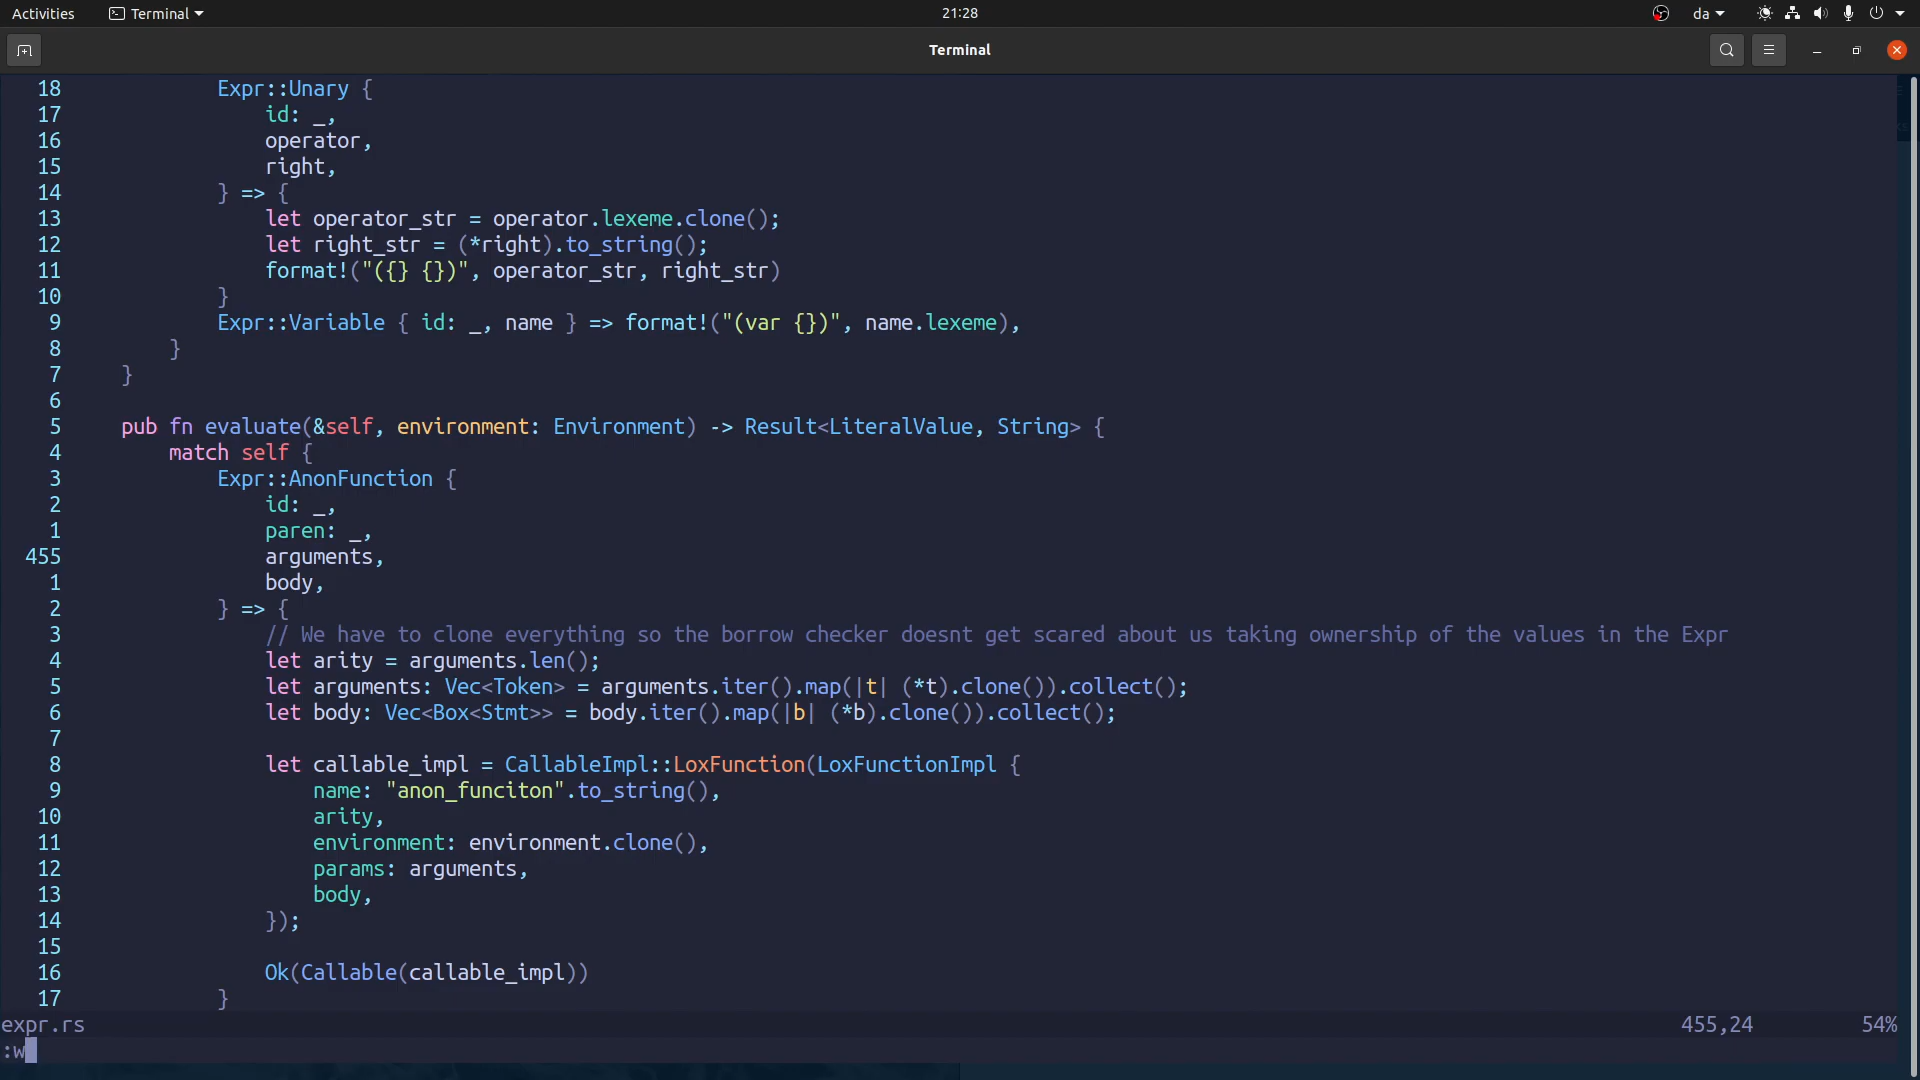 Activities Terminal 21:28 da
Terminal
18 Expr::Unary {
17 id: _,
16 operator,
15 right,
14 } => {
13 let operator_str = operator.lexeme.clone();
12 let right_str = (*right).to_string();
11 format!("({} {})", operator_str, right_str)
10 }
9 Expr::Variable { id: _, name } => format!("(var {})", name.lexeme),
8 }
7 }
6
5 pub fn evaluate(&self, environment: Environment) -> Result<LiteralValue, String> {
4 match self {
3 Expr::AnonFunction {
2 id: _,
1 paren: _,
455 arguments,
1 body,
2 } => {
3 // We have to clone everything so the borrow checker doesnt get scared about us taking ownership of the values in the Expr
4 let arity = arguments.len();
5 let arguments: Vec<Token> = arguments.iter().map(|t| (*t).clone()).collect();
6 let body: Vec<Box<Stmt>> = body.iter().map(|b| (*b).clone()).collect();
7
8 let callable_impl = CallableImpl::LoxFunction(LoxFunctionImpl {
9 name: "anon_funciton".to_string(),
10 arity,
11 environment: environment.clone(),
12 params: arguments,
13 body,
14 });
15
16 Ok(Callable(callable_impl))
17 }
expr.rs 455,24 54%
:w